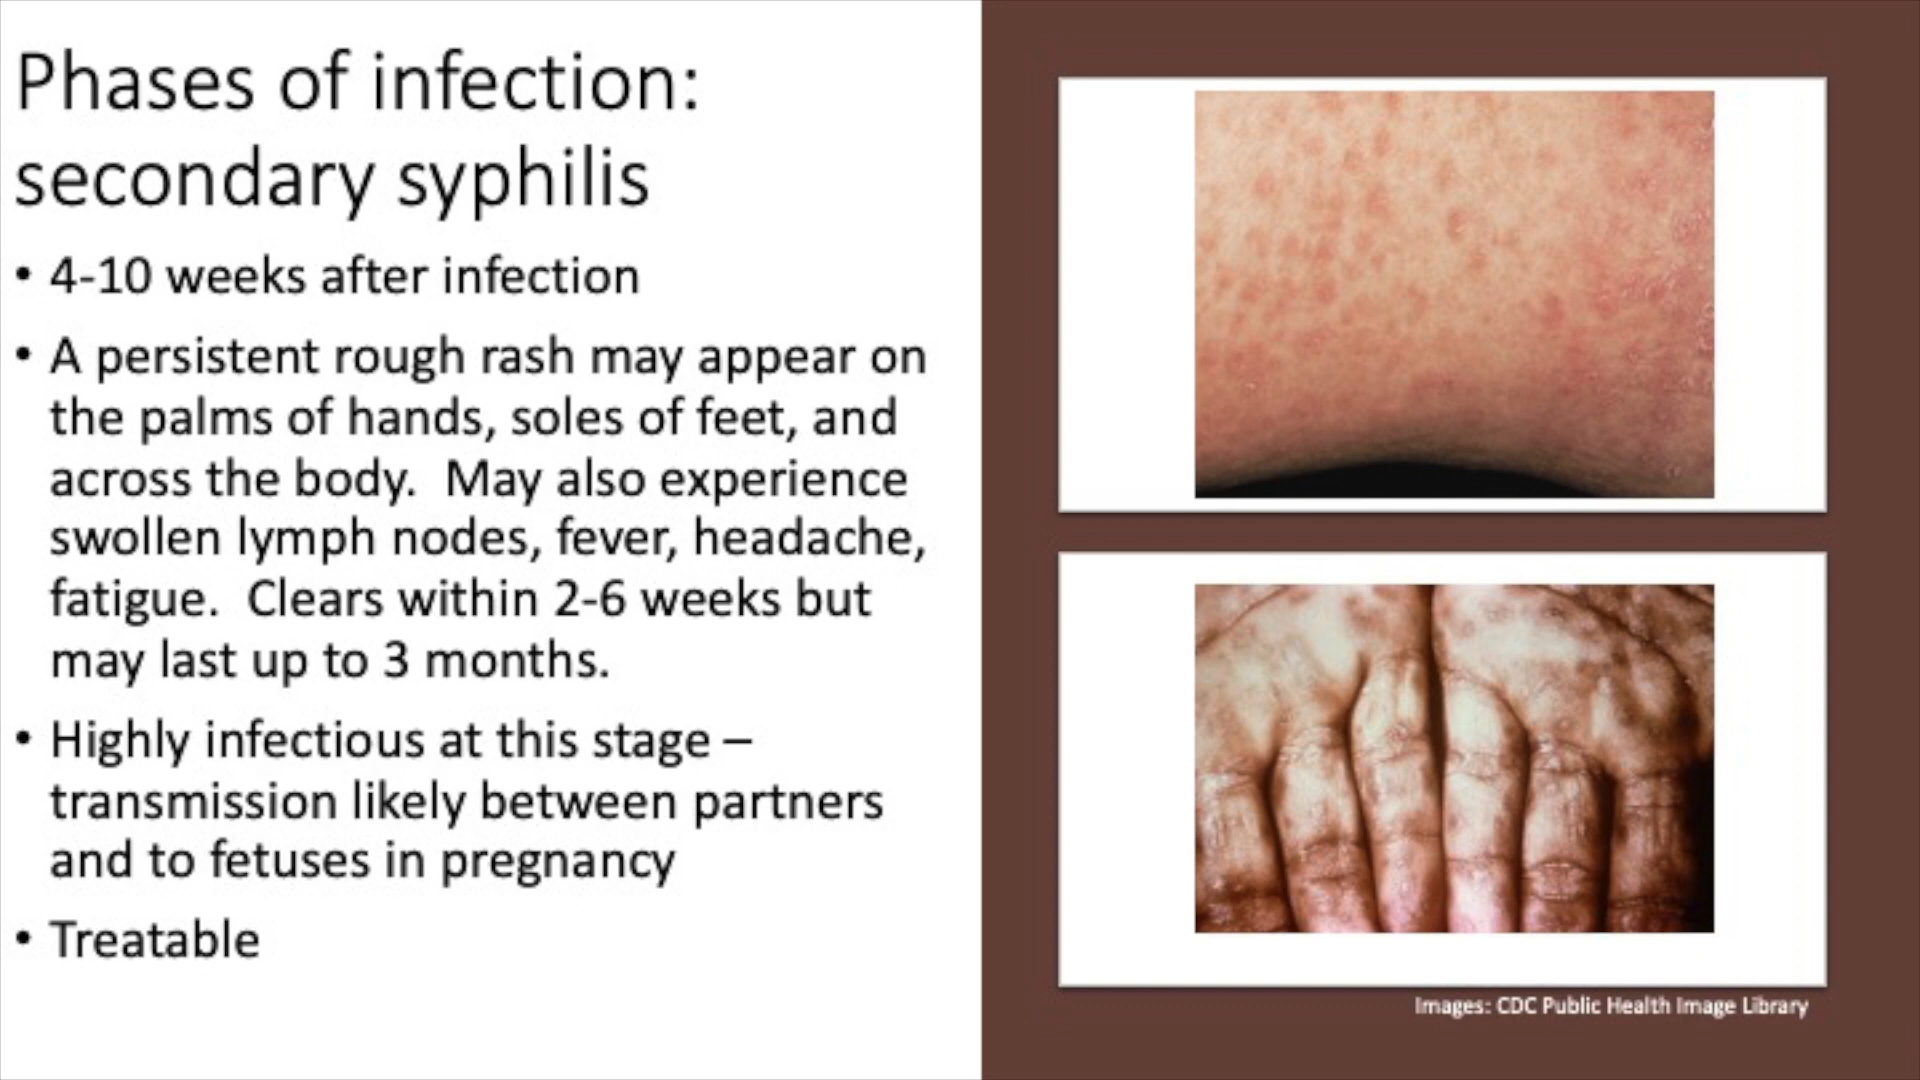 Phases of infection:
secondary syphilis
• 4-10 weeks after infection
• A persistent rough rash may appear on
the palms of hands, soles of feet, and
across the body.  May also experience
swollen lymph nodes, fever, headache,
fatigue.  Clears within 2-6 weeks but
may last up to 3 months.
• Highly infectious at this stage –
transmission likely between partners
and to fetuses in pregnancy
• Treatable
Images: CDC Public Health Image Library